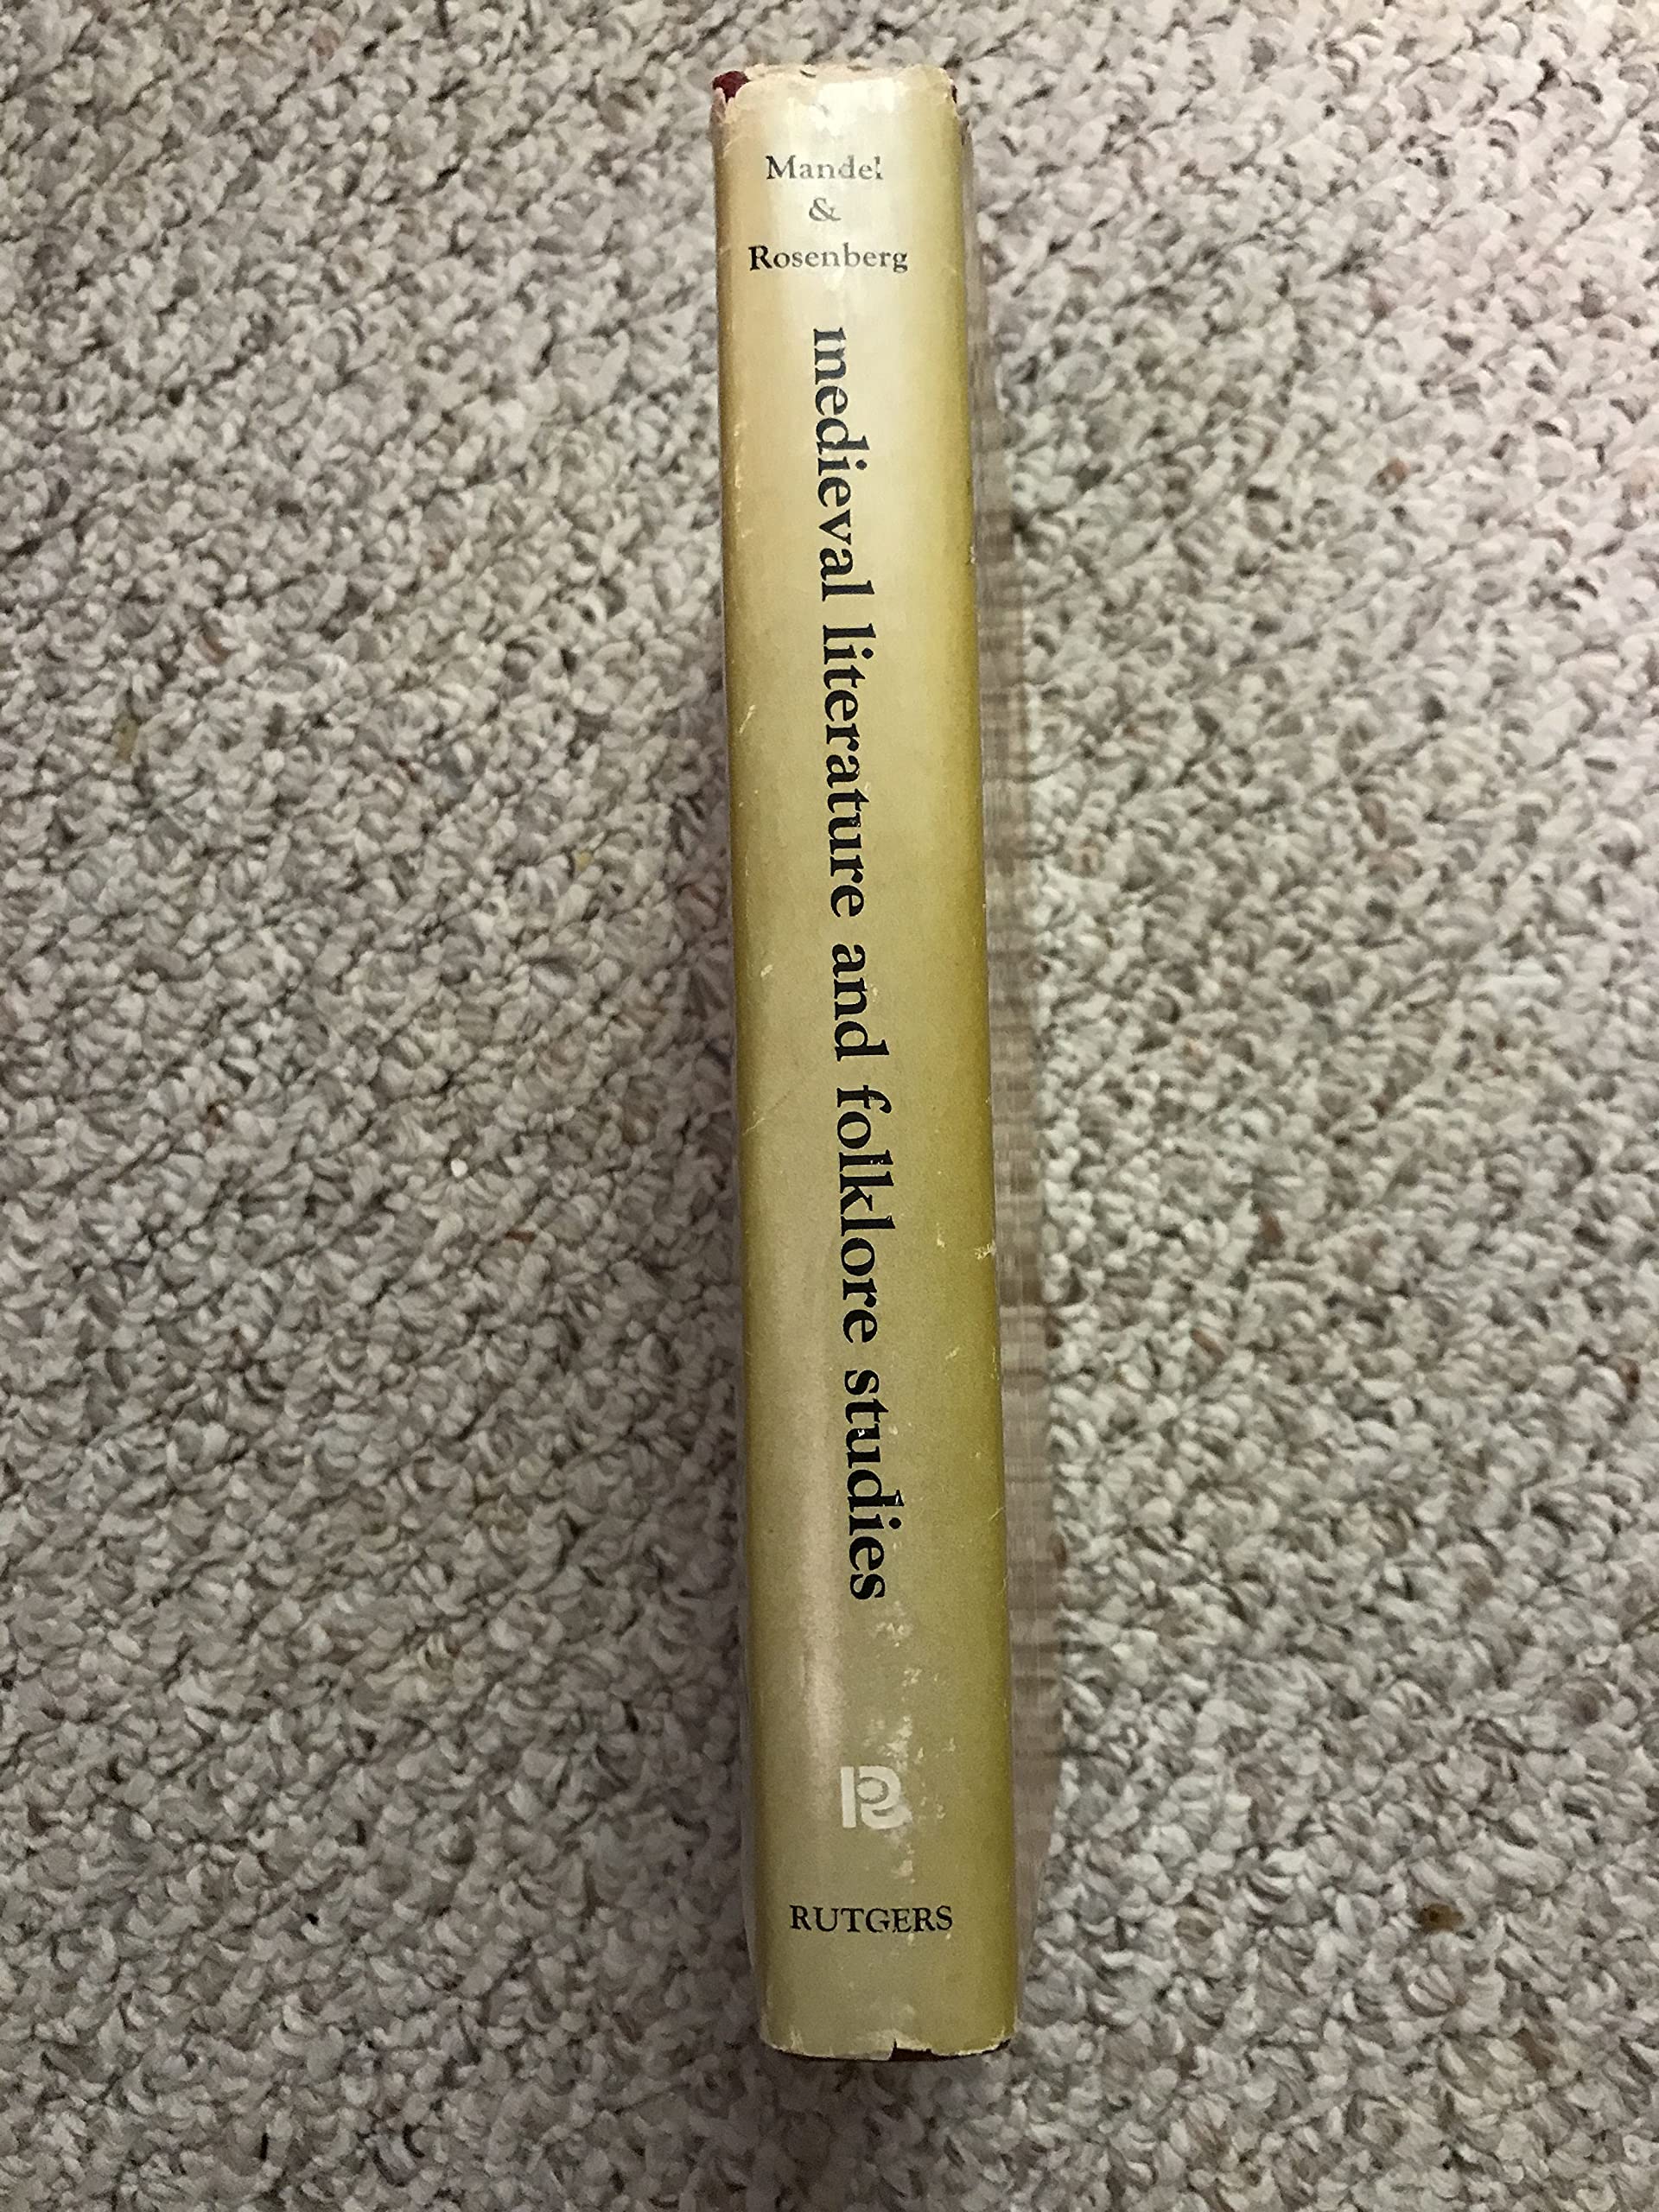 Mandel
&
Rosenberg
medieval literature and folklore studies
RUTGERS